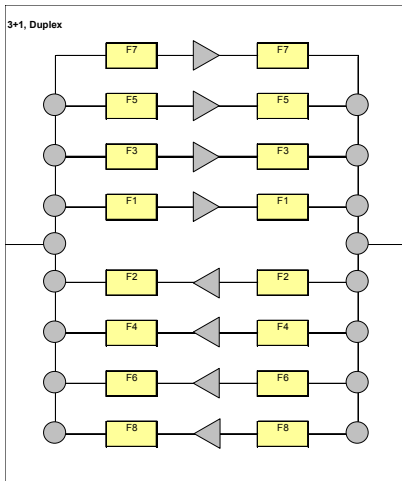 3+1, Duplex
F7 F7
F5 F5
F3 F3
F1 F1
F2 F2
F4 F4
F6 F6
F8 F8